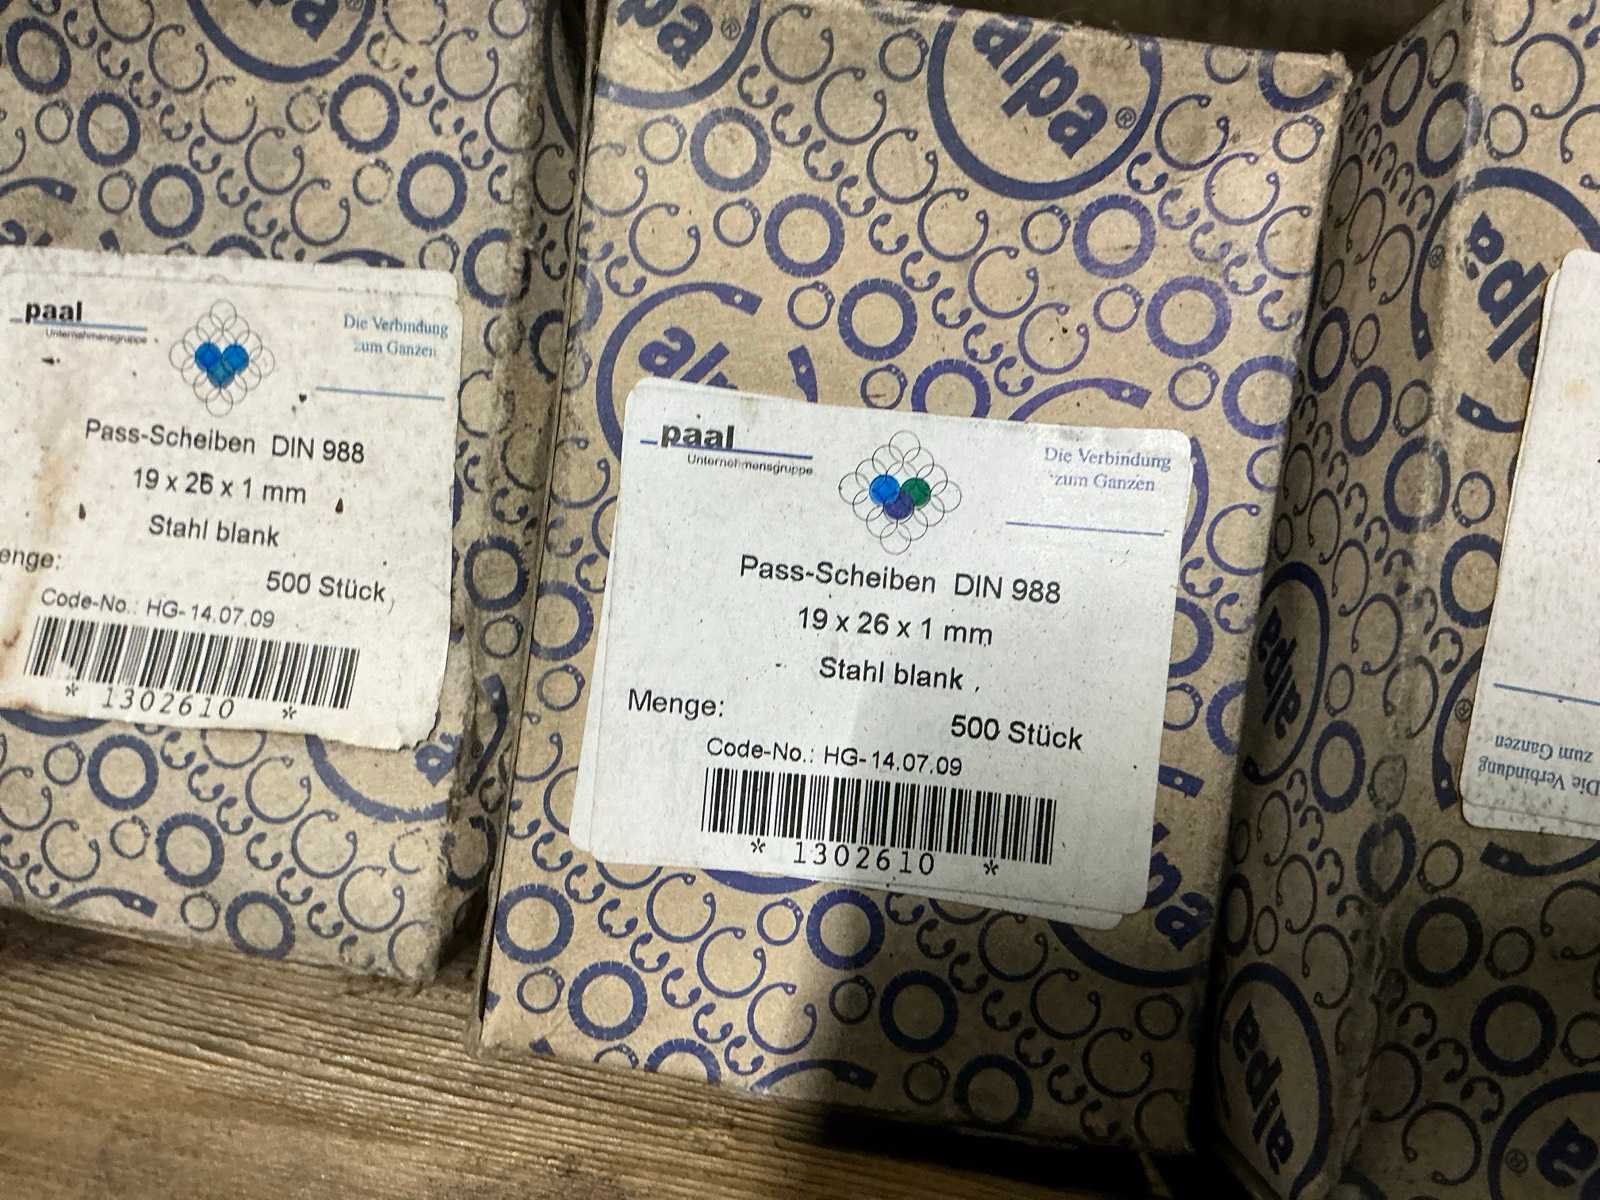 alpa®
alpa®
paal
Unternehmensgruppe
Die Verbindung
zum Ganzen
Pass-Scheiben DIN 988
19 x 26 x 1 mm
Stahl blank
enge:
500 Stück
Code-No.: HG-14.07.09
* 1302610 *
paal
Unternehmensgruppe
Die Verbindung
zum Ganzen
Pass-Scheiben DIN 988
19 x 26 x 1 mm
Stahl blank
Menge:
500 Stück
Code-No.: HG-14.07.09
* 1302610 *
alpa
alpa
alpa
Die Verbindung
zum Ganzen